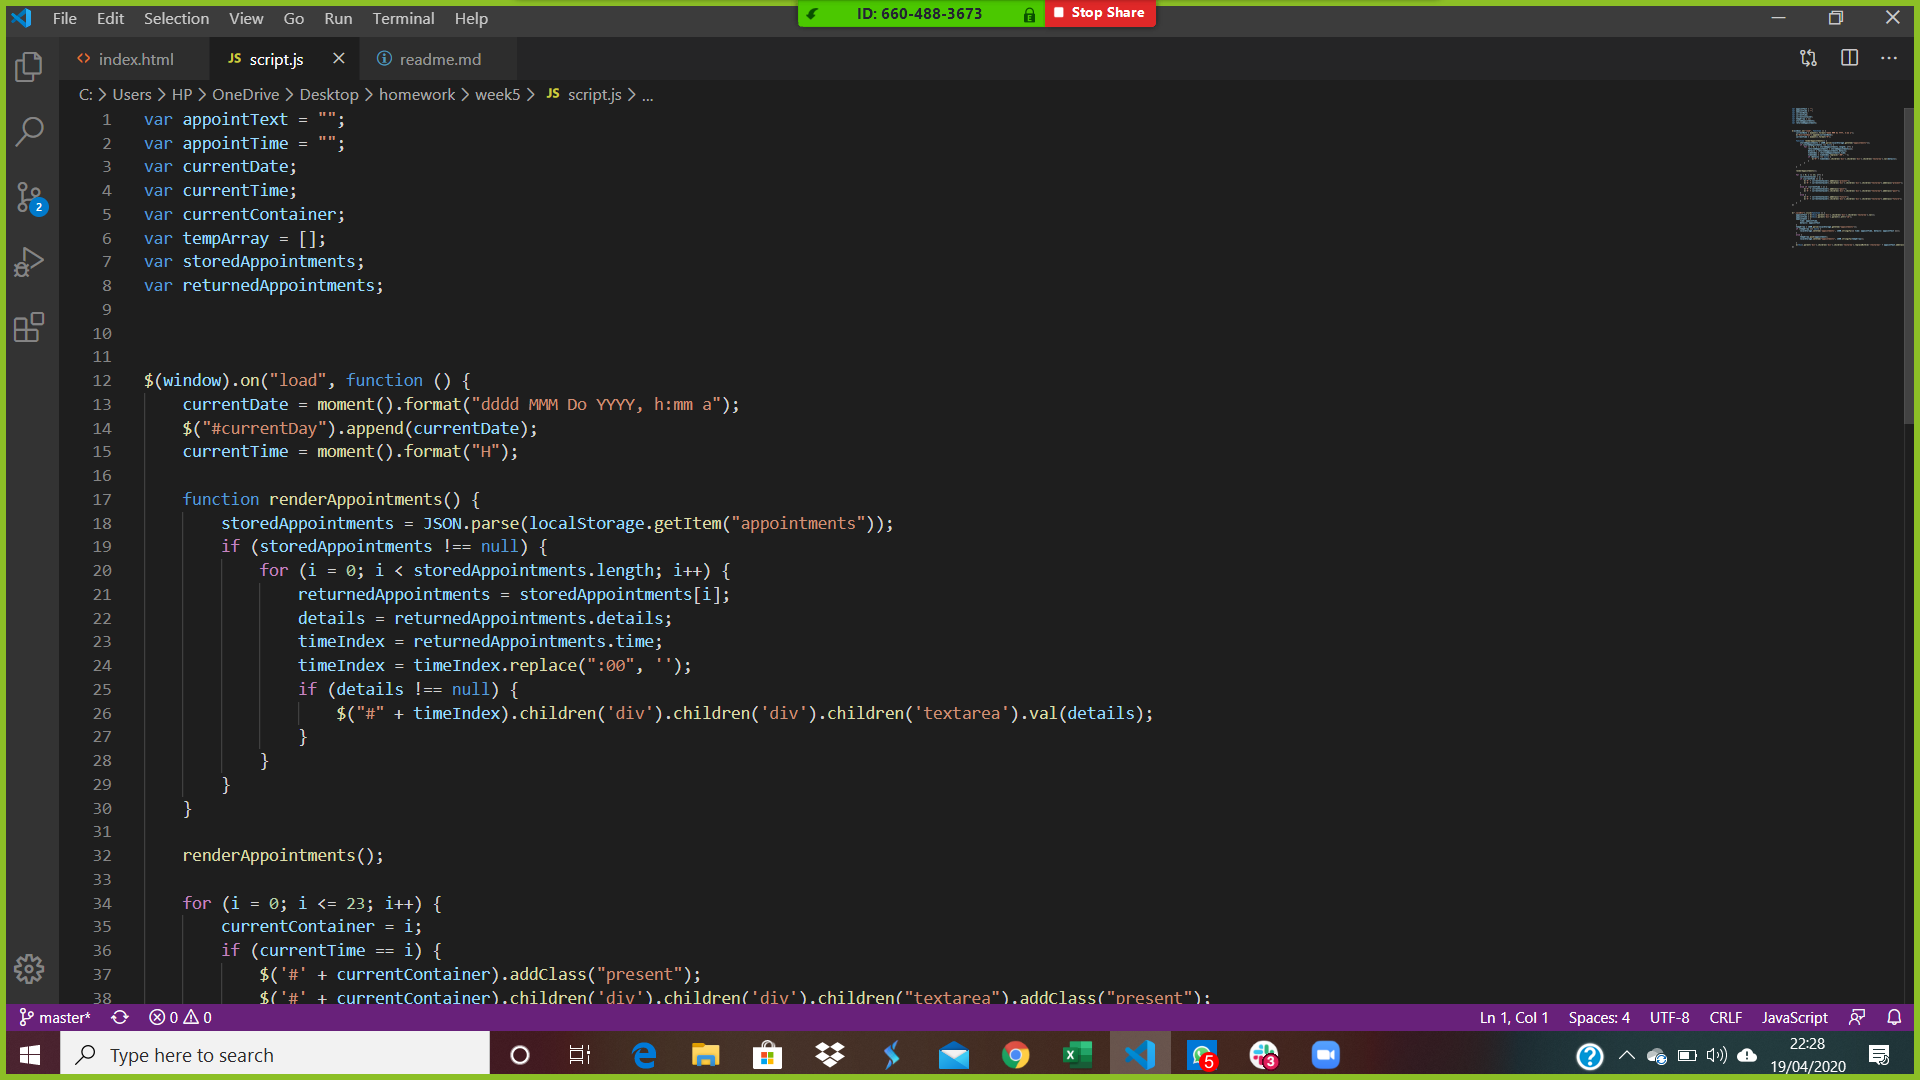 File Edit Selection View Go Run Terminal Help
ID: 660-488-3673
Stop Share
index.html
JS script.js
readme.md
C: > Users > HP > OneDrive > Desktop > homework > week5 > JS script.js > ...
1 var appointText = "";
2 var appointTime = "";
3 var currentDate;
4 var currentTime;
5 var currentContainer;
6 var tempArray = [];
7 var storedAppointments;
8 var returnedAppointments;
9
10
11
12 $(window).on("load", function () {
13 currentDate = moment().format("dddd MMM Do YYYY, h:mm a");
14 $("#currentDay").append(currentDate);
15 currentTime = moment().format("H");
16
17 function renderAppointments() {
18 storedAppointments = JSON.parse(localStorage.getItem("appointments"));
19 if (storedAppointments !== null) {
20 for (i = 0; i < storedAppointments.length; i++) {
21 returnedAppointments = storedAppointments[i];
22 details = returnedAppointments.details;
23 timeIndex = returnedAppointments.time;
24 timeIndex = timeIndex.replace(":00", '');
25 if (details !== null) {
26 $("#" + timeIndex).children('div').children('div').children('textarea').val(details);
27 }
28 }
29 }
30 }
31
32 renderAppointments();
33
34 for (i = 0; i <= 23; i++) {
35 currentContainer = i;
36 if (currentTime == i) {
37 $('#' + currentContainer).addClass("present");
38 $('#' + currentContainer).children('div').children('div').children("textarea").addClass("present");
2
master* 0 0
Ln 1, Col 1 Spaces: 4 UTF-8 CRLF JavaScript
Type here to search
5
3
22:28
19/04/2020